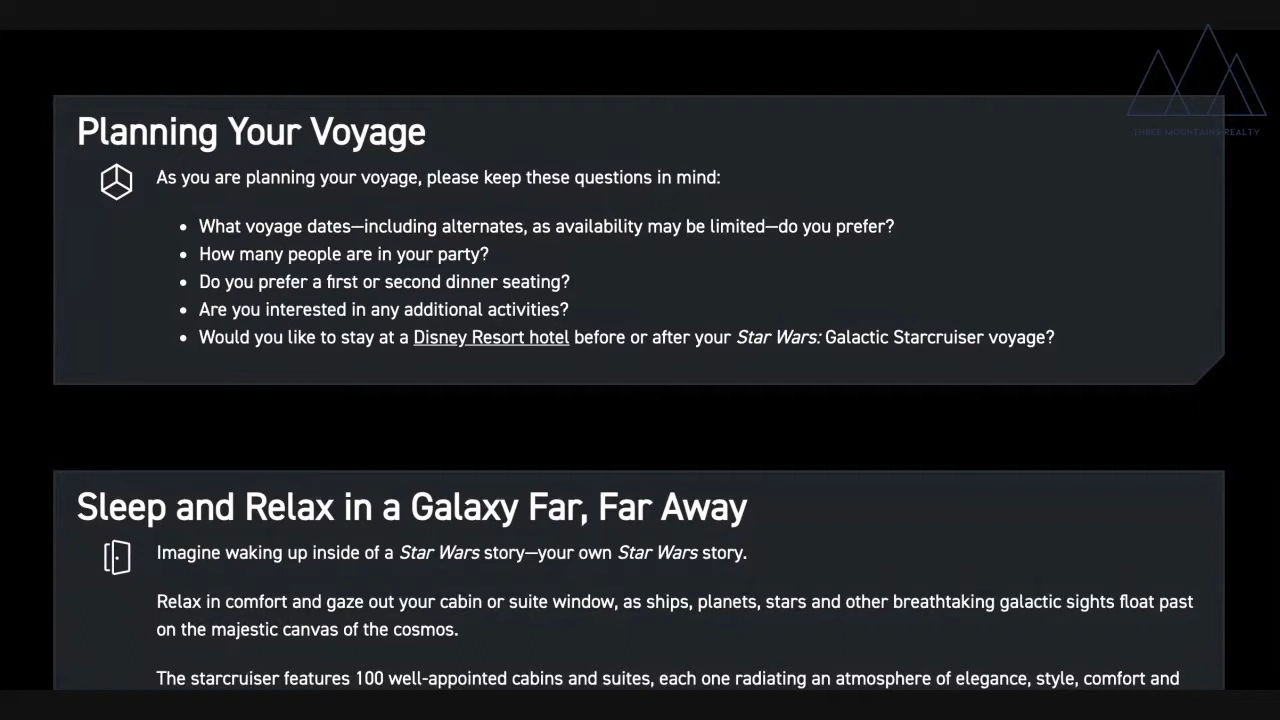 THREE MOUNTAINS REALTY
Planning Your Voyage
As you are planning your voyage, please keep these questions in mind:
• What voyage dates—including alternates, as availability may be limited—do you prefer?
• How many people are in your party?
• Do you prefer a first or second dinner seating?
• Are you interested in any additional activities?
• Would you like to stay at a Disney Resort hotel before or after your Star Wars: Galactic Starcruiser voyage?
Sleep and Relax in a Galaxy Far, Far Away
Imagine waking up inside of a Star Wars story—your own Star Wars story.
Relax in comfort and gaze out your cabin or suite window, as ships, planets, stars and other breathtaking galactic sights float past
on the majestic canvas of the cosmos.
The starcruiser features 100 well-appointed cabins and suites, each one radiating an atmosphere of elegance, style, comfort and